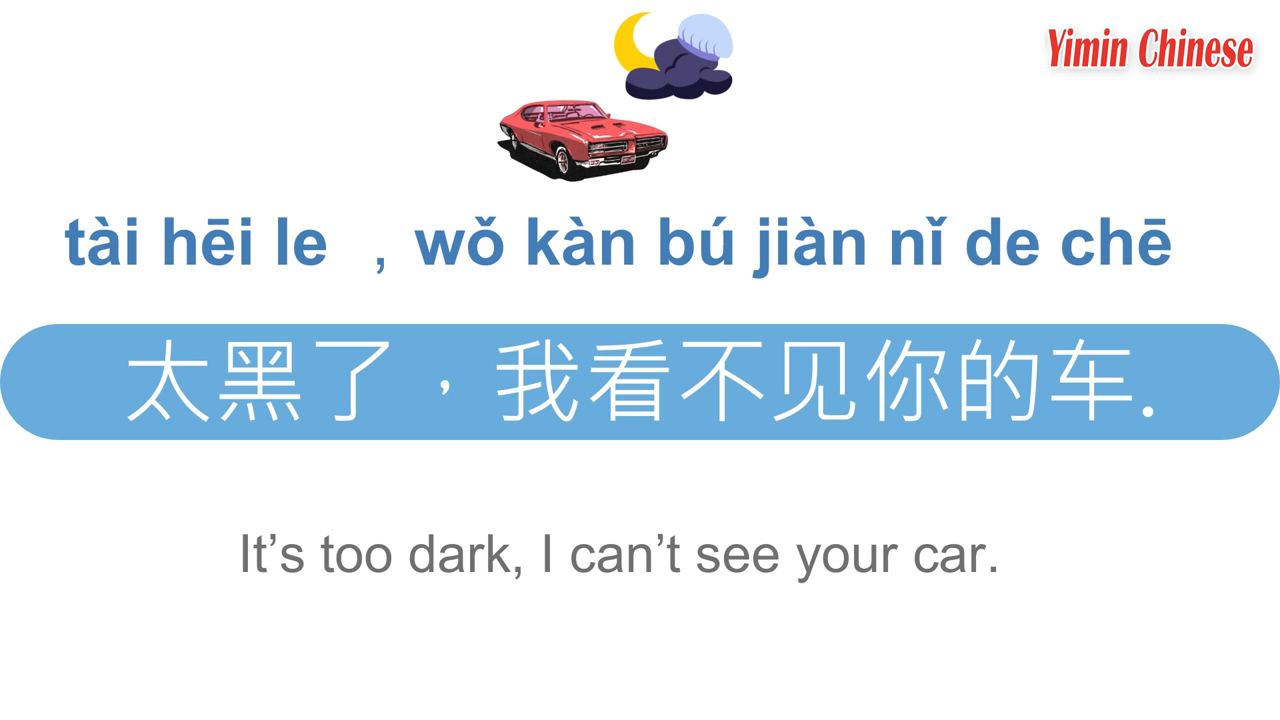 Yimin Chinese
tài hēi le , wǒ kàn bú jiàn nǐ de chē
太黑了，我看不见你的车.
It’s too dark, I can’t see your car.